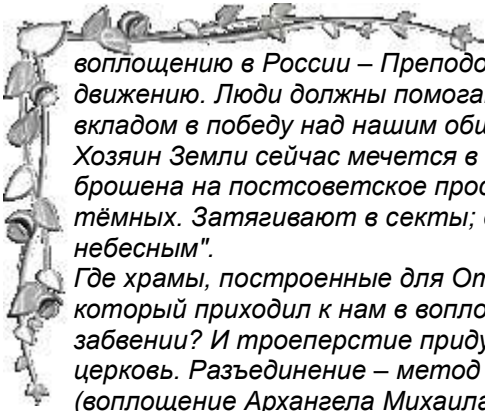 воплощению в России – Преподо
движению. Люди должны помога
вкладом в победу над нашим общ
Хозяин Земли сейчас мечется в
брошена на постсоветское прос
тёмных. Затягивают в секты;
небесным".
Где храмы, построенные для От
который приходил к нам в вопло
забвении? И троеперстие приду
церковь. Разъединение – метод
(воплощение Архангела Михаила